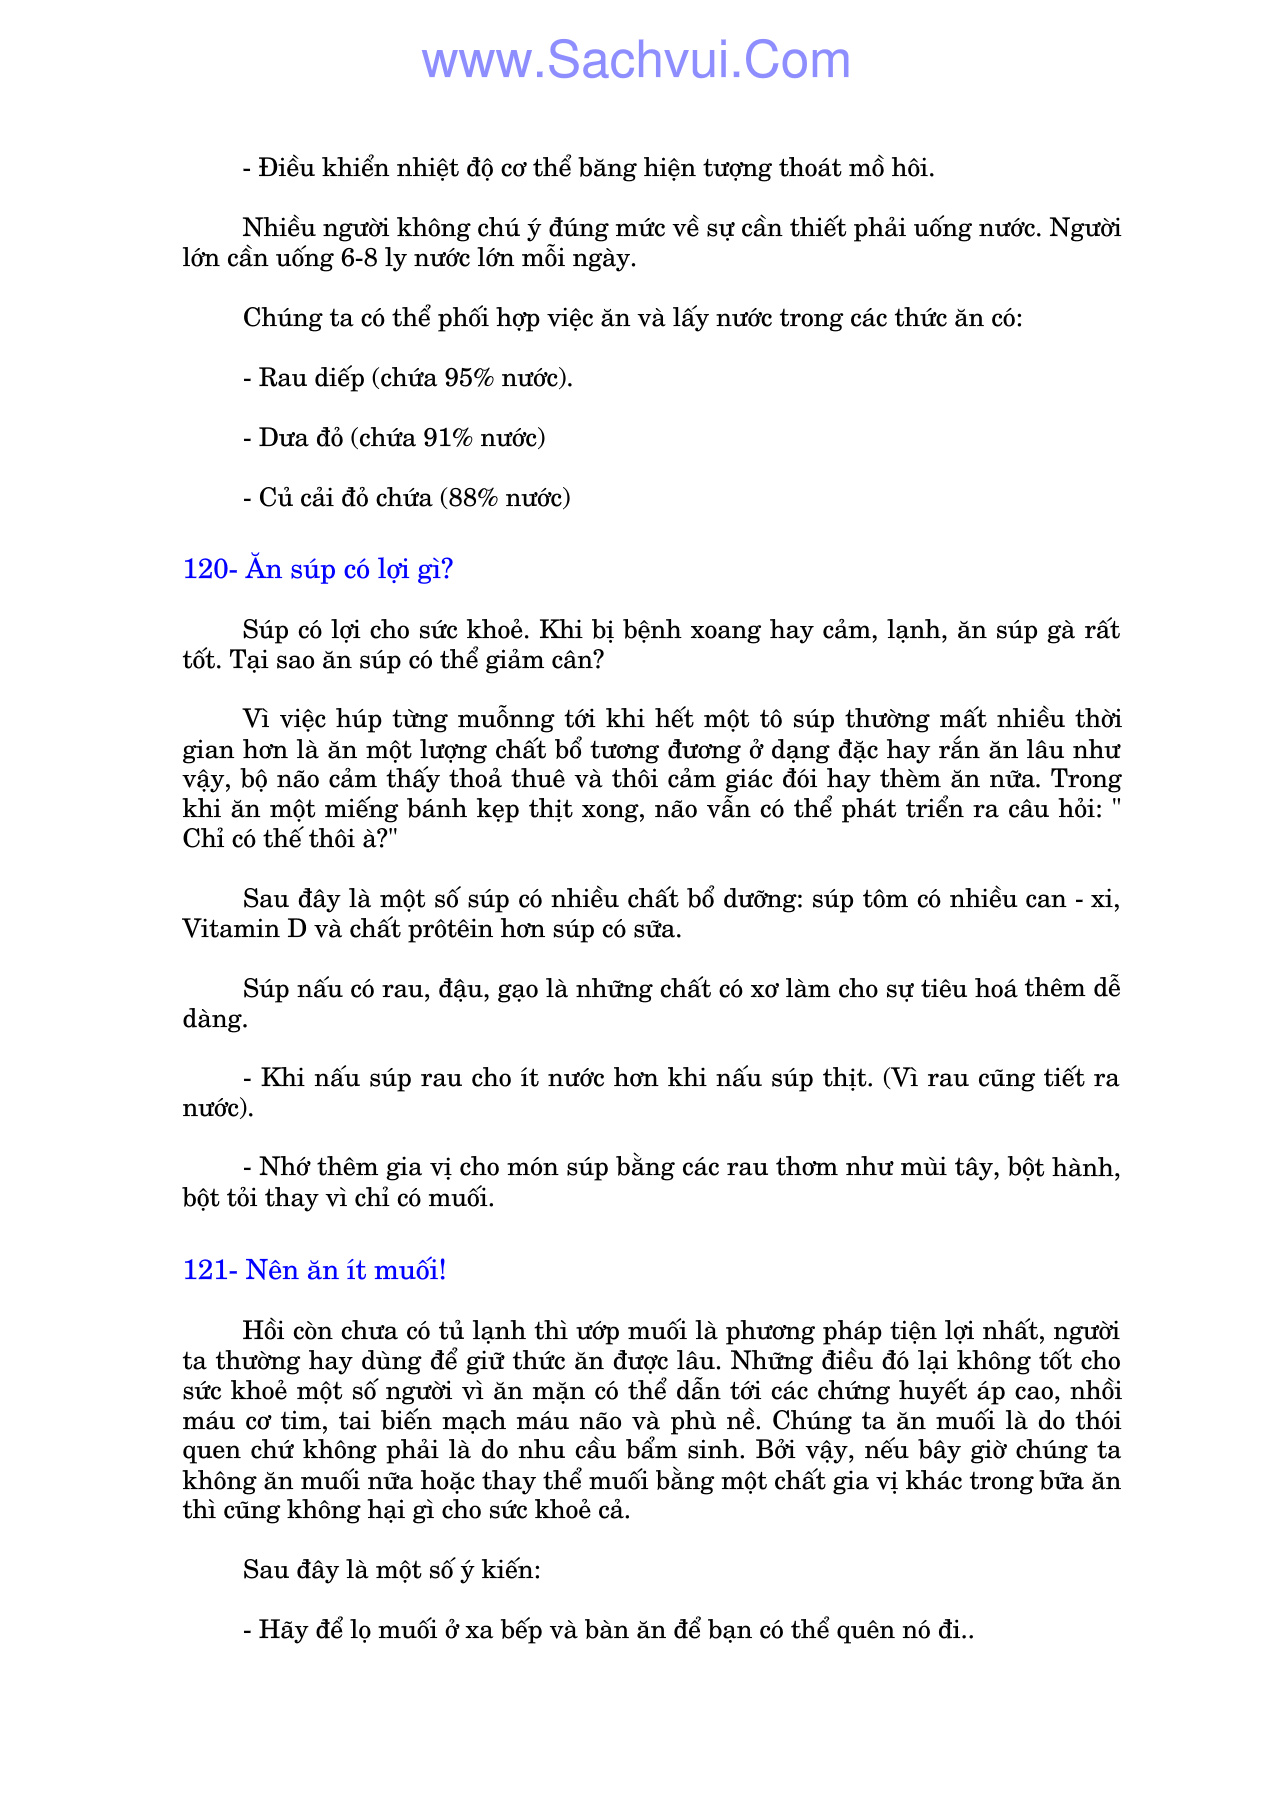 www.Sachvui.Com
- Điều khiển nhiệt độ cơ thể băng hiện tượng thoát mồ hôi.
Nhiều người không chú ý đúng mức về sự cần thiết phải uống nước. Người
lớn cần uống 6-8 ly nước lớn mỗi ngày.
Chúng ta có thể phối hợp việc ăn và lấy nước trong các thức ăn có:
- Rau diếp (chứa 95% nước).
- Dưa đỏ (chứa 91% nước)
- Củ cải đỏ chứa (88% nước)
120- Ăn súp có lợi gì?
Súp có lợi cho sức khoẻ. Khi bị bệnh xoang hay cảm, lạnh, ăn súp gà rất
tốt. Tại sao ăn súp có thể giảm cân?
Vì việc húp từng muỗnng tới khi hết một tô súp thường mất nhiều thời
gian hơn là ăn một lượng chất bổ tương đương ở dạng đặc hay rắn ăn lâu như
vậy, bộ não cảm thấy thoả thuê và thôi cảm giác đói hay thèm ăn nữa. Trong
khi ăn một miếng bánh kẹp thịt xong, não vẫn có thể phát triển ra câu hỏi: "
Chỉ có thế thôi à?"
Sau đây là một số súp có nhiều chất bổ dưỡng: súp tôm có nhiều can - xi,
Vitamin D và chất prôtêin hơn súp có sữa.
Súp nấu có rau, đậu, gạo là những chất có xơ làm cho sự tiêu hoá thêm dễ
dàng.
- Khi nấu súp rau cho ít nước hơn khi nấu súp thịt. (Vì rau cũng tiết ra
nước).
- Nhớ thêm gia vị cho món súp bằng các rau thơm như mùi tây, bột hành,
bột tỏi thay vì chỉ có muối.
121- Nên ăn ít muối!
Hồi còn chưa có tủ lạnh thì ướp muối là phương pháp tiện lợi nhất, người
ta thường hay dùng để giữ thức ăn được lâu. Những điều đó lại không tốt cho
sức khoẻ một số người vì ăn mặn có thể dẫn tới các chứng huyết áp cao, nhồi
máu cơ tim, tai biến mạch máu não và phù nề. Chúng ta ăn muối là do thói
quen chứ không phải là do nhu cầu bẩm sinh. Bởi vậy, nếu bây giờ chúng ta
không ăn muối nữa hoặc thay thể muối bằng một chất gia vị khác trong bữa ăn
thì cũng không hại gì cho sức khoẻ cả.
Sau đây là một số ý kiến:
- Hãy để lọ muối ở xa bếp và bàn ăn để bạn có thể quên nó đi..